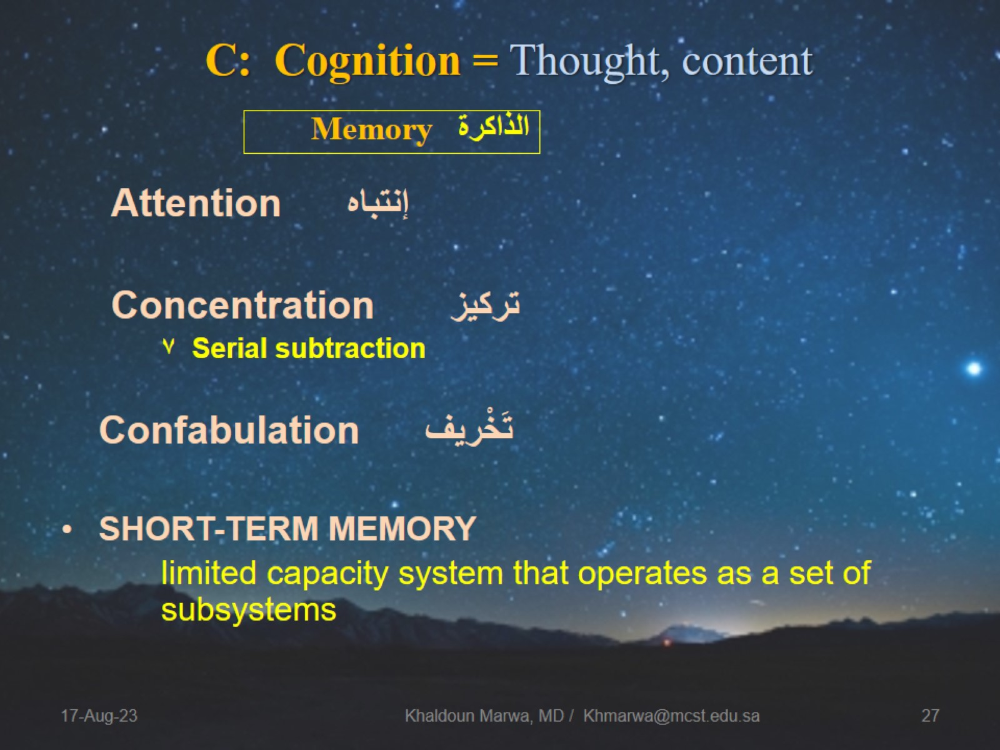 C: Cognition = Thought, content
Memory الذاكرة
Attention إنتباه
Concentration تركيز
٧ Serial subtraction
Confabulation تَخْريف
• SHORT-TERM MEMORY
limited capacity system that operates as a set of
subsystems
17-Aug-23 Khaldoun Marwa, MD / Khmarwa@mcst.edu.sa 27